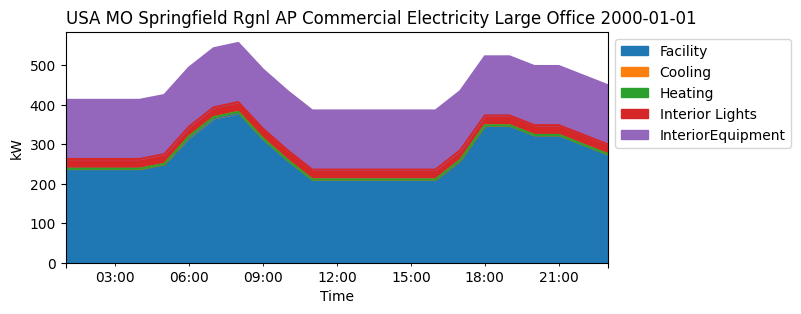 USA MO Springfield Rgnl AP Commercial Electricity Large Office 2000-01-01
500
400
300
200
100
0
kW
03:00 06:00 09:00 12:00 15:00 18:00 21:00
Time
Facility
Cooling
Heating
Interior Lights
InteriorEquipment